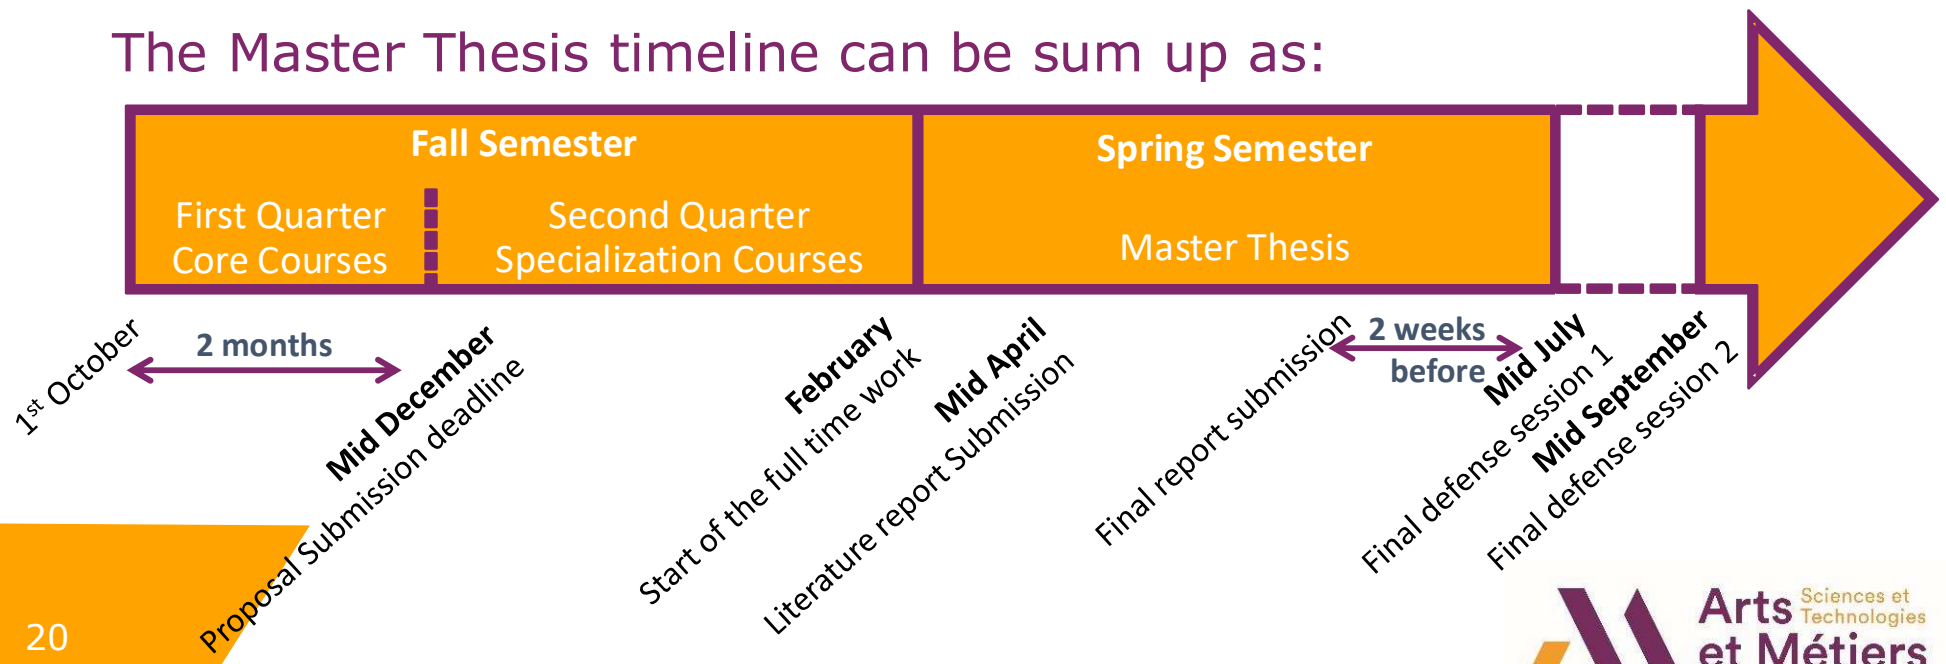 The Master Thesis timeline can be sum up as:
Fall Semester
First Quarter
Core Courses
Second Quarter
Specialization Courses
Spring Semester
Master Thesis
1st October
2 months
Mid December
Proposal Submission deadline
February
Start of the full time work
Mid April
Literature report Submission
Final report submission
2 weeks
before
Mid July
Final defense session 1
Mid September
Final defense session 2
20
Arts
Sciences et
Technologies
et Métiers